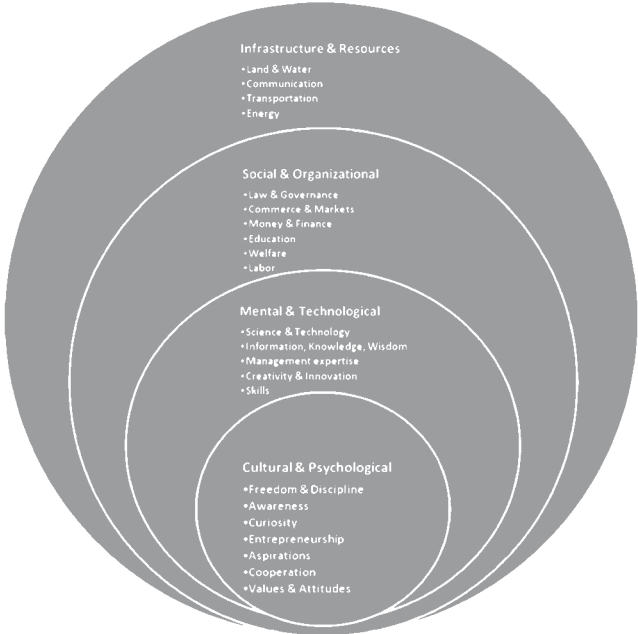 Infrastructure & Resources
•Land & Water
•Communication
•Transportation
•Energy
Social & Organizational
•Law & Governance
•Commerce & Markets
•Money & Finance
•Education
•Welfare
•Labor
Mental & Technological
•Science & Technology
•Information, Knowledge, Wisdom
•Management expertise
•Creativity & Innovation
•Skills
Cultural & Psychological
•Freedom & Discipline
•Awareness
•Curiosity
•Entrepreneurship
•Aspirations
•Cooperation
•Values & Attitudes